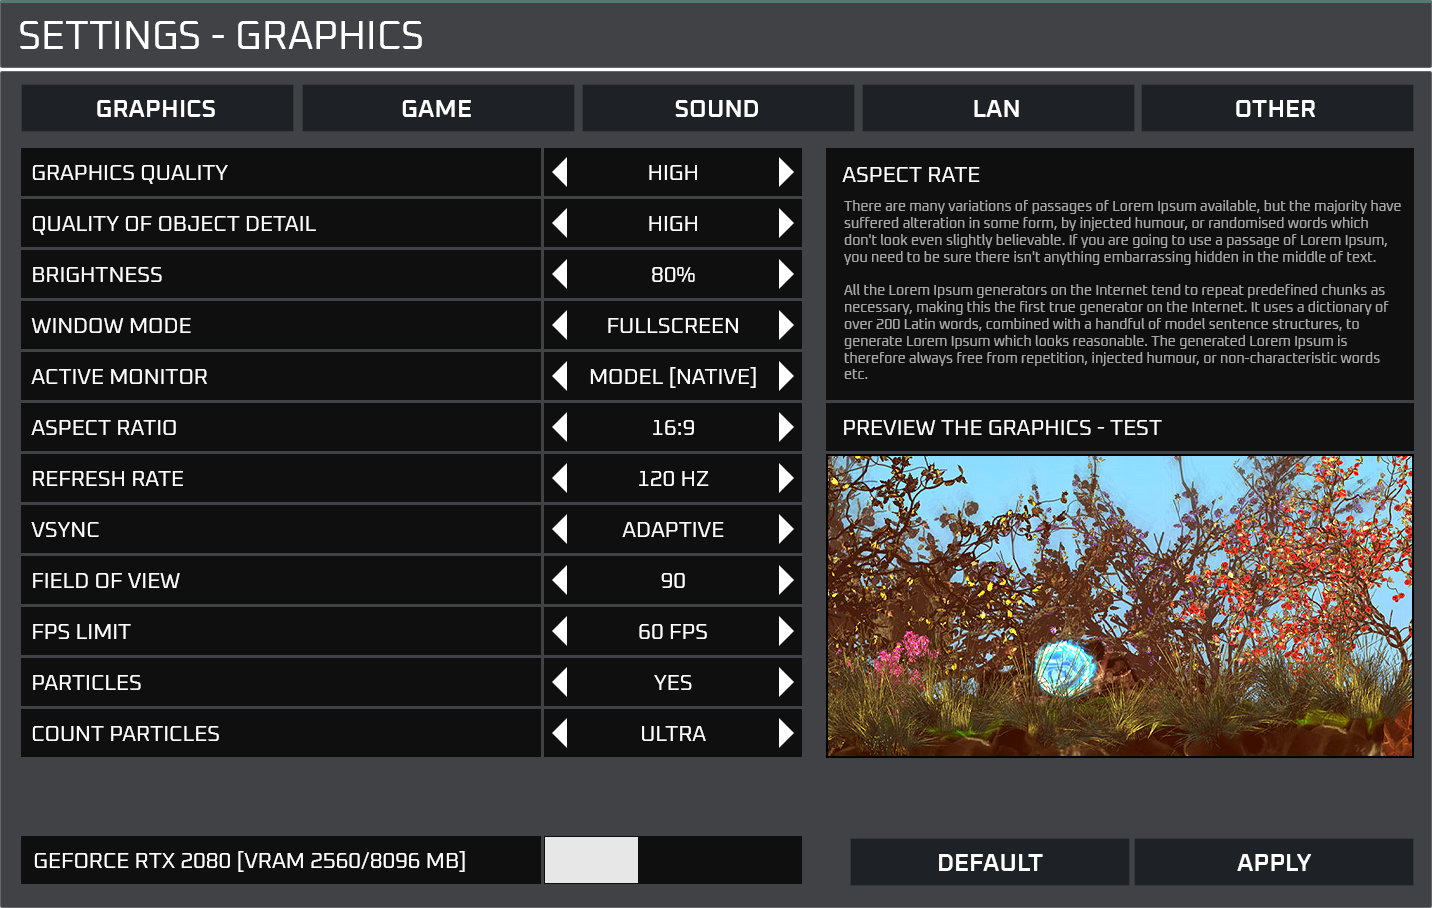 SETTINGS - GRAPHICS
GRAPHICS
GAME
SOUND
LAN
OTHER
GRAPHICS QUALITY
HIGH
QUALITY OF OBJECT DETAIL
HIGH
BRIGHTNESS
80%
WINDOW MODE
FULLSCREEN
ACTIVE MONITOR
MODEL [NATIVE]
ASPECT RATIO
16:9
REFRESH RATE
120 HZ
VSYNC
ADAPTIVE
FIELD OF VIEW
90
FPS LIMIT
60 FPS
PARTICLES
YES
COUNT PARTICLES
ULTRA
GEFORCE RTX 2080 [VRAM 2560/8096 MB]
ASPECT RATE
There are many variations of passages of Lorem Ipsum available, but the majority have
suffered alteration in some form, by injected humour, or randomised words which
don't look even slightly believable. If you are going to use a passage of Lorem Ipsum,
you need to be sure there isn't anything embarrassing hidden in the middle of text.
All the Lorem Ipsum generators on the Internet tend to repeat predefined chunks as
necessary, making this the first true generator on the Internet. It uses a dictionary of
over 200 Latin words, combined with a handful of model sentence structures, to
generate Lorem Ipsum which looks reasonable. The generated Lorem Ipsum is
therefore always free from repetition, injected humour, or non-characteristic words
etc.
PREVIEW THE GRAPHICS - TEST
DEFAULT
APPLY